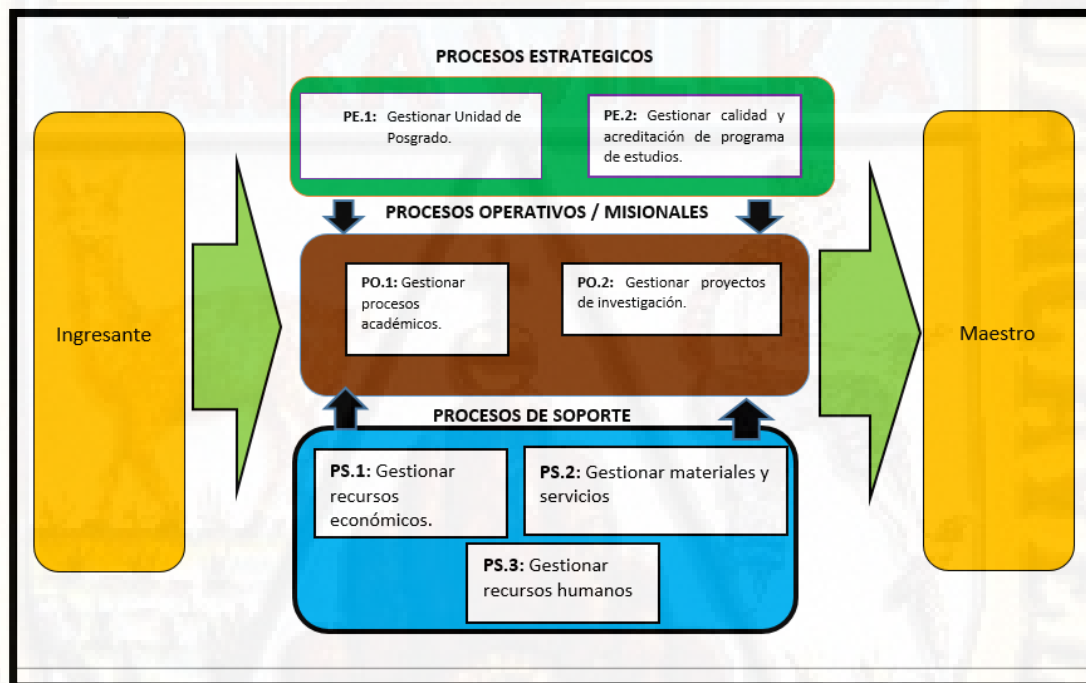 WANKA WILLKA
PROCESOS ESTRATEGICOS
PE.1: Gestionar Unidad de
Posgrado.
PE.2: Gestionar calidad y
acreditación de programa
de estudios.
PROCESOS OPERATIVOS / MISIONALES
PO.1: Gestionar
procesos
académicos.
PO.2: Gestionar proyectos
de investigación.
Ingresante
Maestro
PROCESOS DE SOPORTE
PS.1: Gestionar
recursos
económicos.
PS.2: Gestionar materiales y
servicios
PS.3: Gestionar
recursos humanos